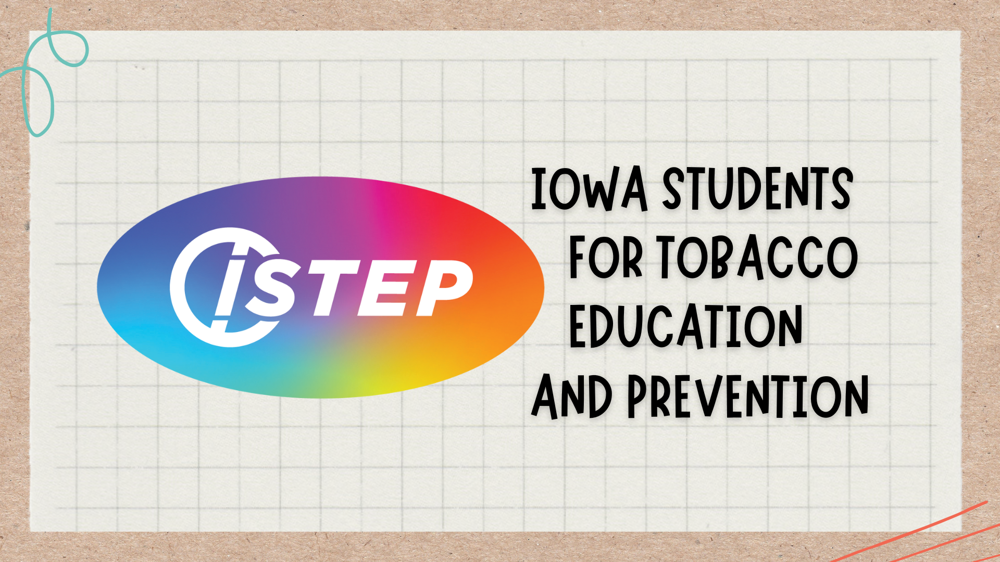 iSTEP
IOWA STUDENTS
FOR TOBACCO
EDUCATION
AND PREVENTION